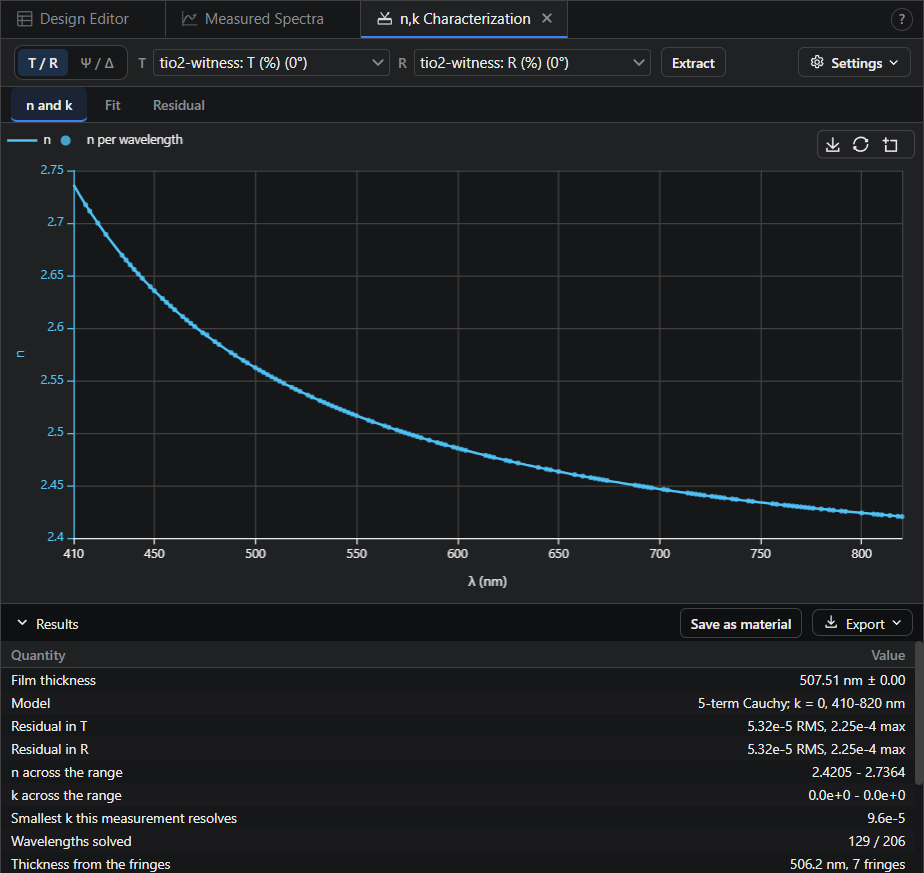 Design Editor Measured Spectra n,k Characterization × ?
T / R Ψ / Δ T tio2-witness: T (%) (0°) R tio2-witness: R (%) (0°) Extract Settings
n and k Fit Residual
n n per wavelength
2.75
2.7
2.65
2.6
2.55
2.5
2.45
2.4
n
410 450 500 550 600 650 700 750 800
λ (nm)
Results Save as material Export
Quantity Value
Film thickness 507.51 nm ± 0.00
Model 5-term Cauchy; k = 0, 410-820 nm
Residual in T 5.32e-5 RMS, 2.25e-4 max
Residual in R 5.32e-5 RMS, 2.25e-4 max
n across the range 2.4205 - 2.7364
k across the range 0.0e+0 - 0.0e+0
Smallest k this measurement resolves 9.6e-5
Wavelengths solved 129 / 206
Thickness from the fringes 506.2 nm, 7 fringes